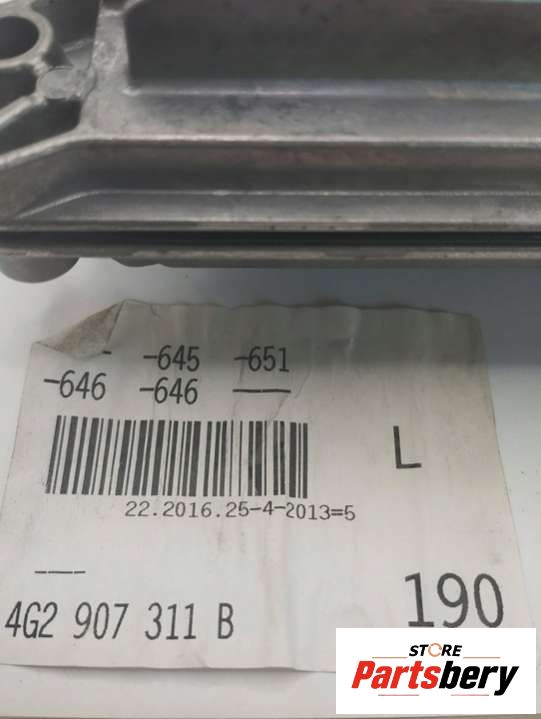 - -645 -651
-646 -646 ——
L
22.2016.25-4-2013=5
———
4G2 907 311 B
190
STORE
Partsbery